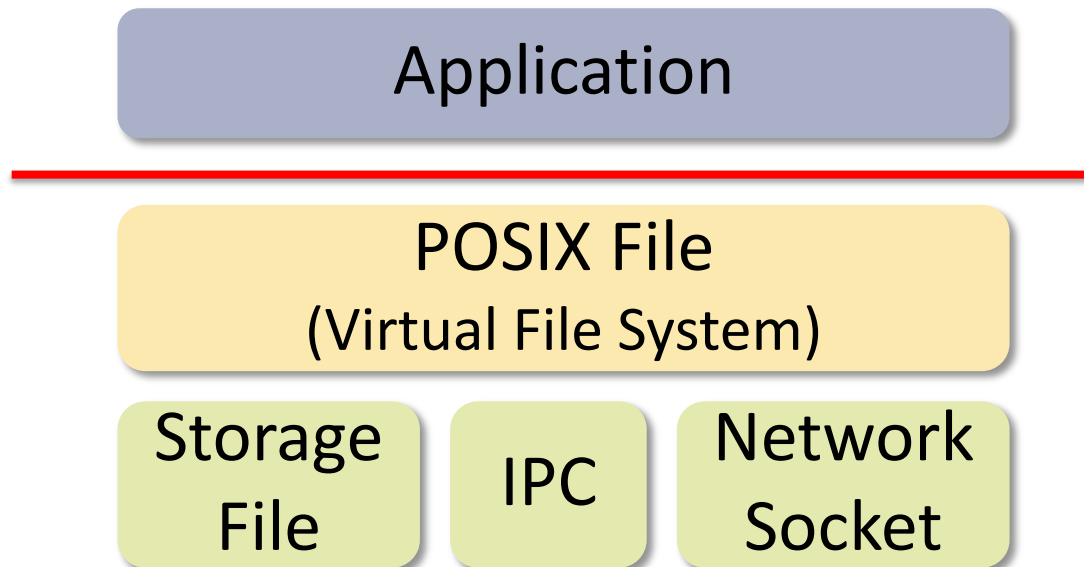 Application
POSIX File
(Virtual File System)
Storage
File
IPC
Network
Socket